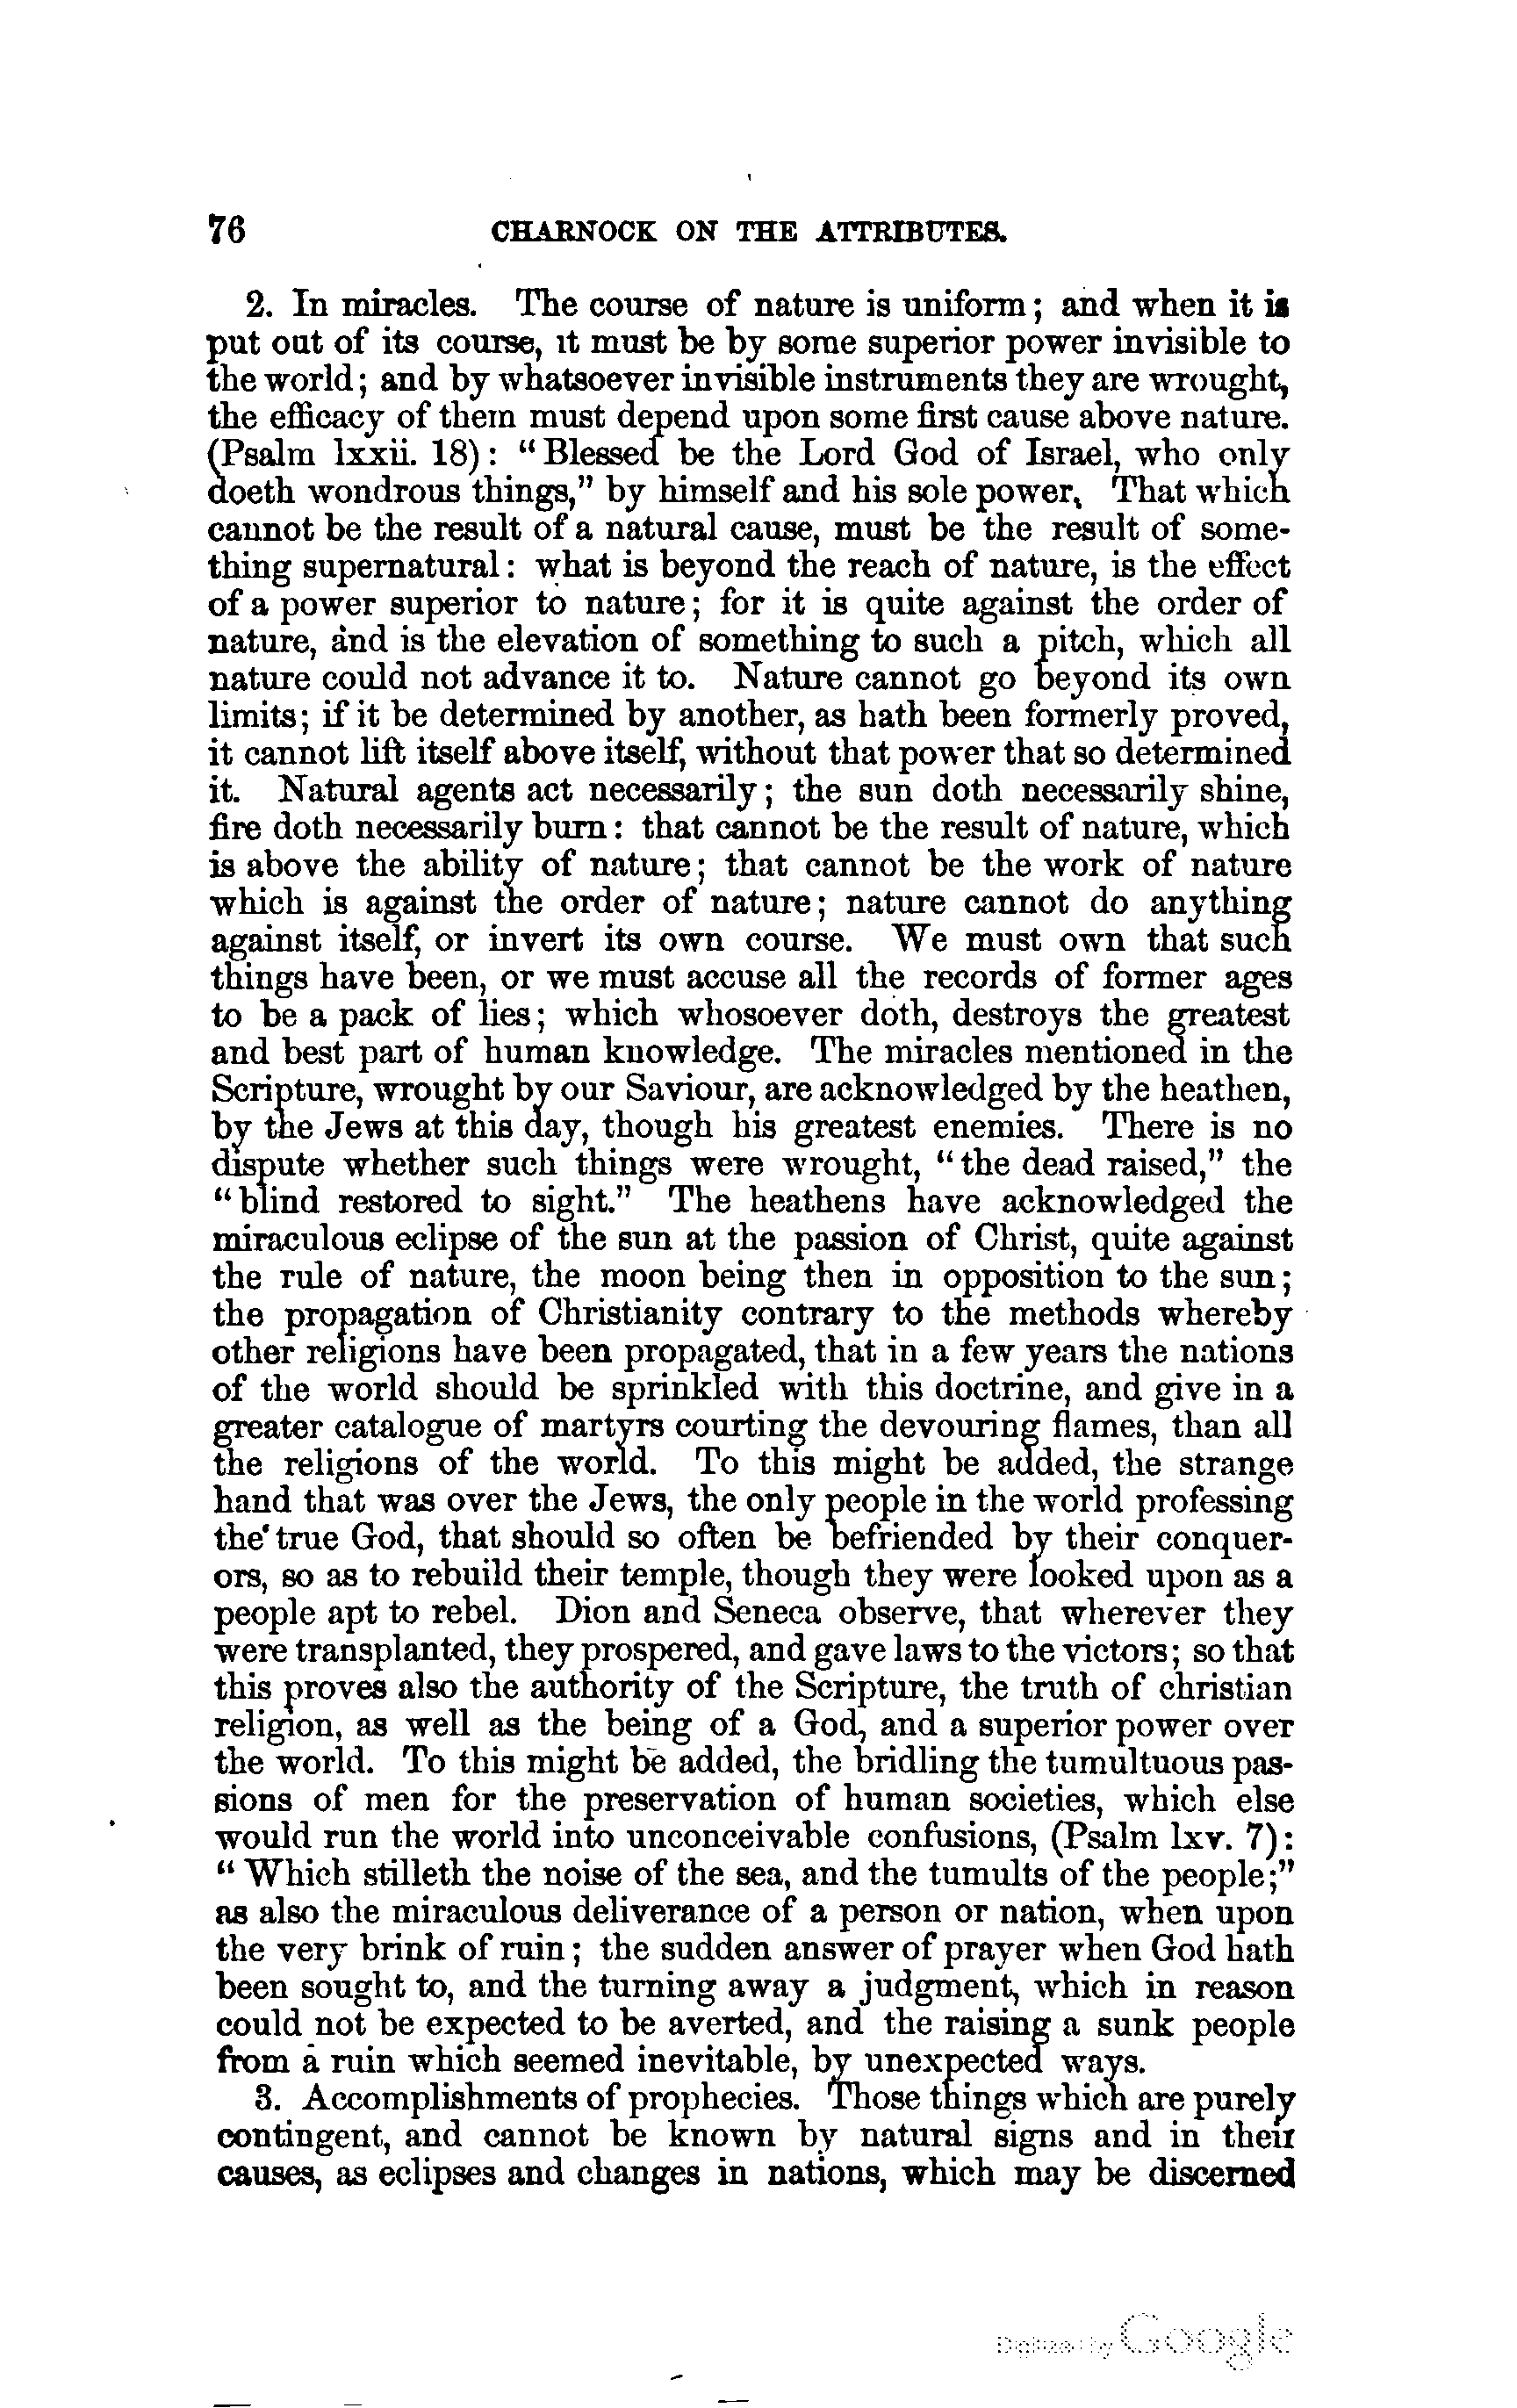 76 CHARNOCK ON THE ATTRIBUTES.
2. In miracles. The course of nature is uniform; and when it is
put out of its course, it must be by some superior power invisible to
the world; and by whatsoever invisible instruments they are wrought,
the efficacy of them must depend upon some first cause above nature.
(Psalm lxxii. 18): “Blessed be the Lord God of Israel, who only
doeth wondrous things,” by himself and his sole power. That which
cannot be the result of a natural cause, must be the result of some-
thing supernatural: what is beyond the reach of nature, is the effect
of a power superior to nature; for it is quite against the order of
nature, and is the elevation of something to such a pitch, which all
nature could not advance it to. Nature cannot go beyond its own
limits; if it be determined by another, as hath been formerly proved,
it cannot lift itself above itself, without that power that so determined
it. Natural agents act necessarily; the sun doth necessarily shine,
fire doth necessarily burn: that cannot be the result of nature, which
is above the ability of nature; that cannot be the work of nature
which is against the order of nature; nature cannot do anything
against itself, or invert its own course. We must own that such
things have been, or we must accuse all the records of former ages
to be a pack of lies; which whosoever doth, destroys the greatest
and best part of human knowledge. The miracles mentioned in the
Scripture, wrought by our Saviour, are acknowledged by the heathen,
by the Jews at this day, though his greatest enemies. There is no
dispute whether such things were wrought, “the dead raised,” the
“blind restored to sight.” The heathens have acknowledged the
miraculous eclipse of the sun at the passion of Christ, quite against
the rule of nature, the moon being then in opposition to the sun;
the propagation of Christianity contrary to the methods whereby
other religions have been propagated, that in a few years the nations
of the world should be sprinkled with this doctrine, and give in a
greater catalogue of martyrs courting the devouring flames, than all
the religions of the world. To this might be added, the strange
hand that was over the Jews, the only people in the world professing
the true God, that should so often be befriended by their conquer-
ors, so as to rebuild their temple, though they were looked upon as a
people apt to rebel. Dion and Seneca observe, that wherever they
were transplanted, they prospered, and gave laws to the victors; so that
this proves also the authority of the Scripture, the truth of christian
religion, as well as the being of a God, and a superior power over
the world. To this might be added, the bridling the tumultuous pas-
sions of men for the preservation of human societies, which else
would run the world into unconceivable confusions, (Psalm lxv. 7):
“Which stilleth the noise of the sea, and the tumults of the people;”
as also the miraculous deliverance of a person or nation, when upon
the very brink of ruin; the sudden answer of prayer when God hath
been sought to, and the turning away a judgment, which in reason
could not be expected to be averted, and the raising a sunk people
from a ruin which seemed inevitable, by unexpected ways.
3. Accomplishments of prophecies. Those things which are purely
contingent, and cannot be known by natural signs and in their
causes, as eclipses and changes in nations, which may be discerned
Digitized by Google